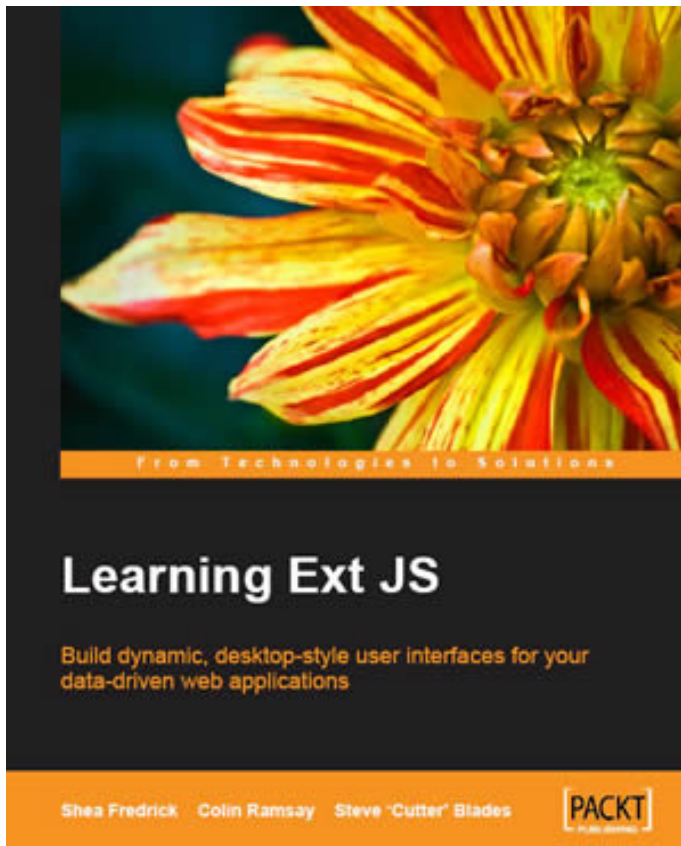 From Technologies to Solutions
Learning Ext JS
Build dynamic, desktop-style user interfaces for your
data-driven web applications
Shea Fredrick Colin Ramsay Steve "Cutter" Blades
PACKT
PUBLISHING